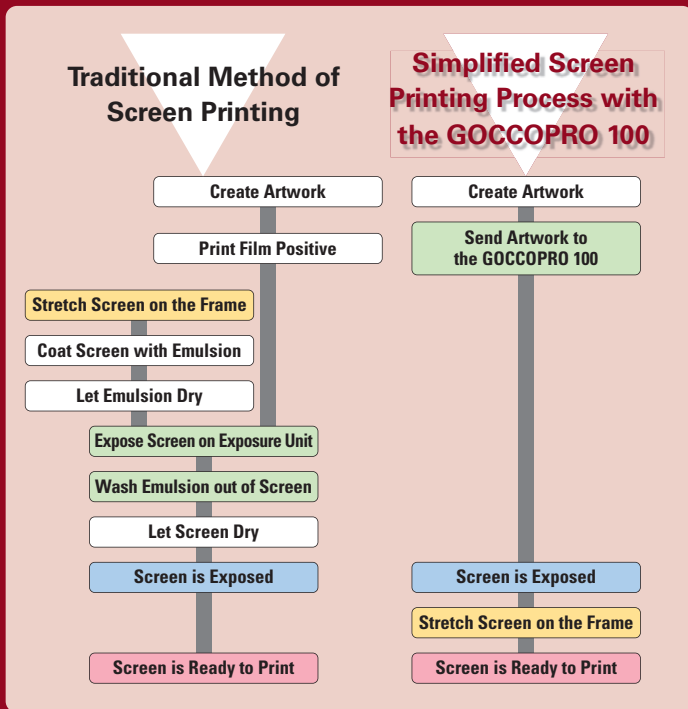 Traditional Method of
Screen Printing
Create Artwork
Print Film Positive
Stretch Screen on the Frame
Coat Screen with Emulsion
Let Emulsion Dry
Expose Screen on Exposure Unit
Wash Emulsion out of Screen
Let Screen Dry
Screen is Exposed
Screen is Ready to Print
Simplified Screen
Printing Process with
the GOCCOPRO 100
Create Artwork
Send Artwork to
the GOCCOPRO 100
Screen is Exposed
Stretch Screen on the Frame
Screen is Ready to Print